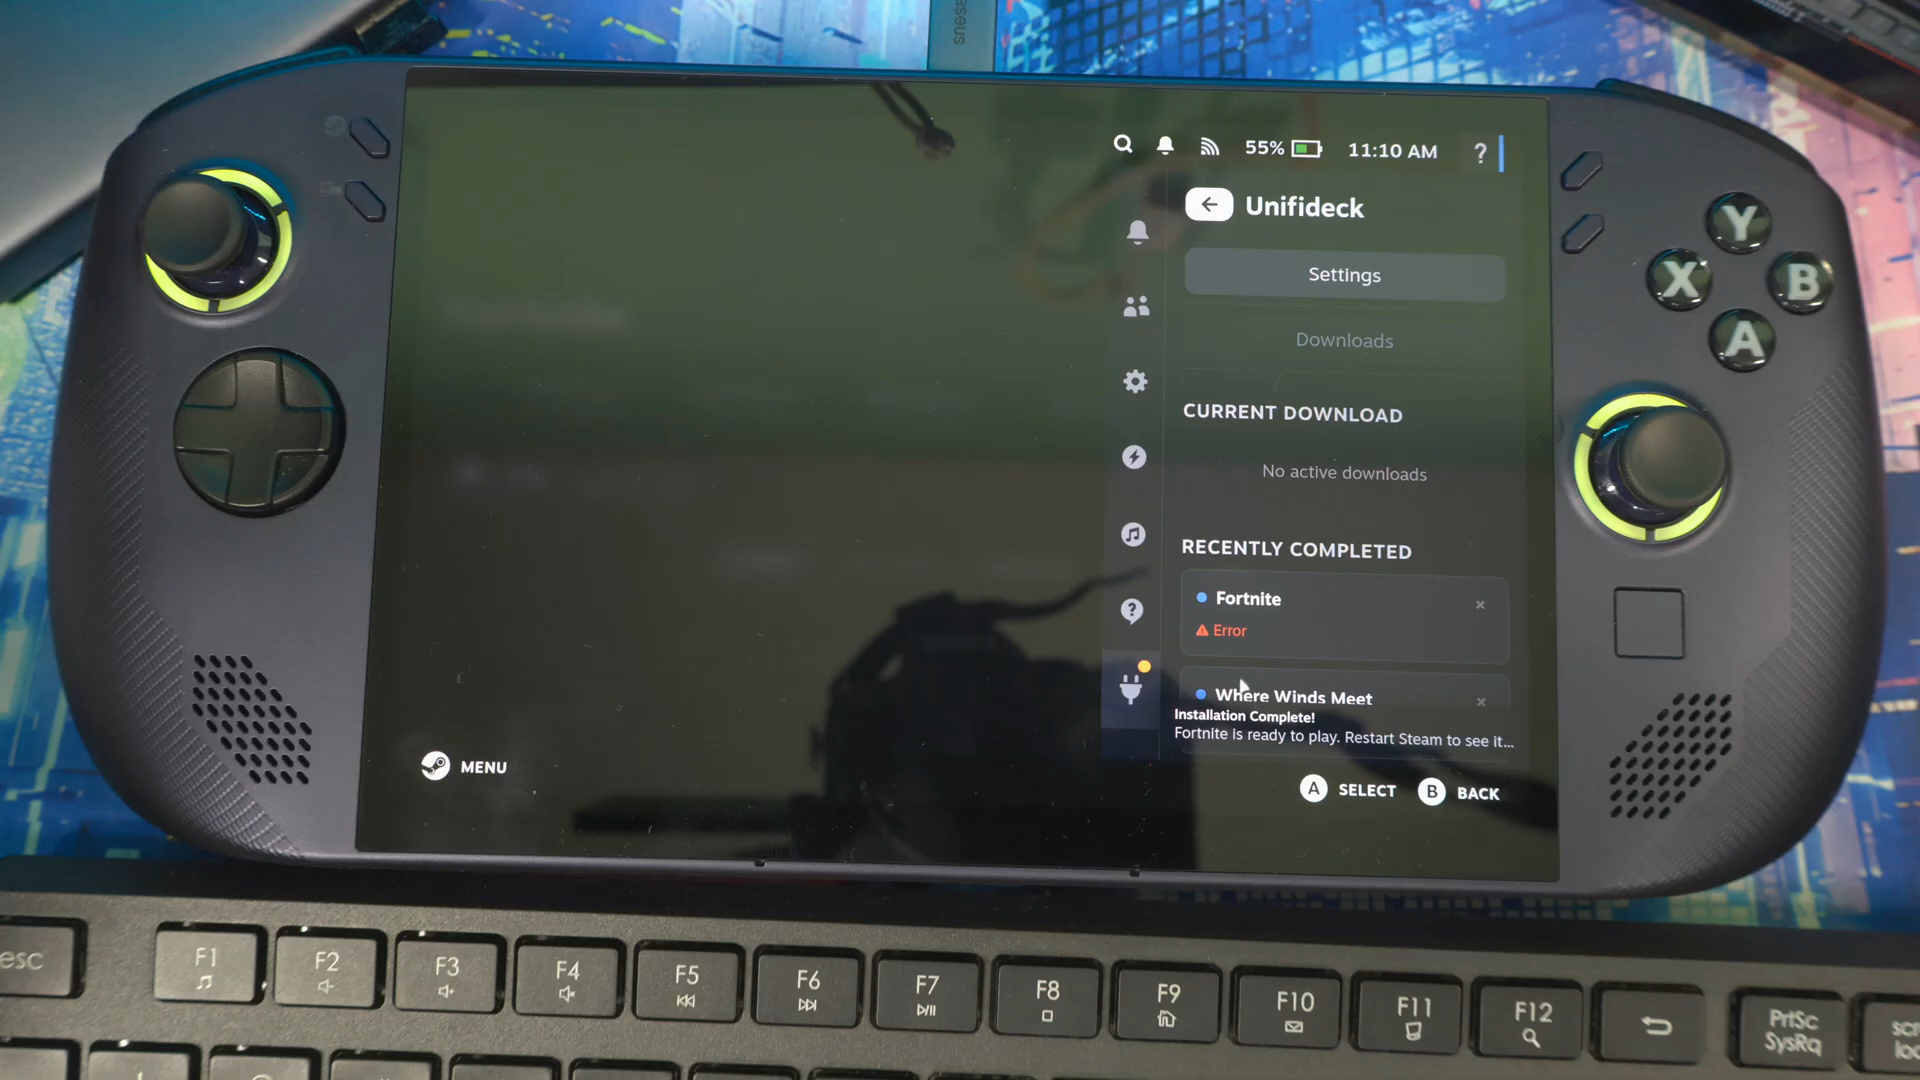 55%
11:10 AM
?
Unifideck
Settings
Downloads
CURRENT DOWNLOAD
No active downloads
RECENTLY COMPLETED
Fortnite
Error
Where Winds Meet
Installation Complete!
Fortnite is ready to play. Restart Steam to see it...
MENU
A SELECT
B BACK
Y
X
B
A
esc
F1
F2
F3
F4
F5
F6
F7
F8
F9
F10
F11
F12
PrtSc
SysRq